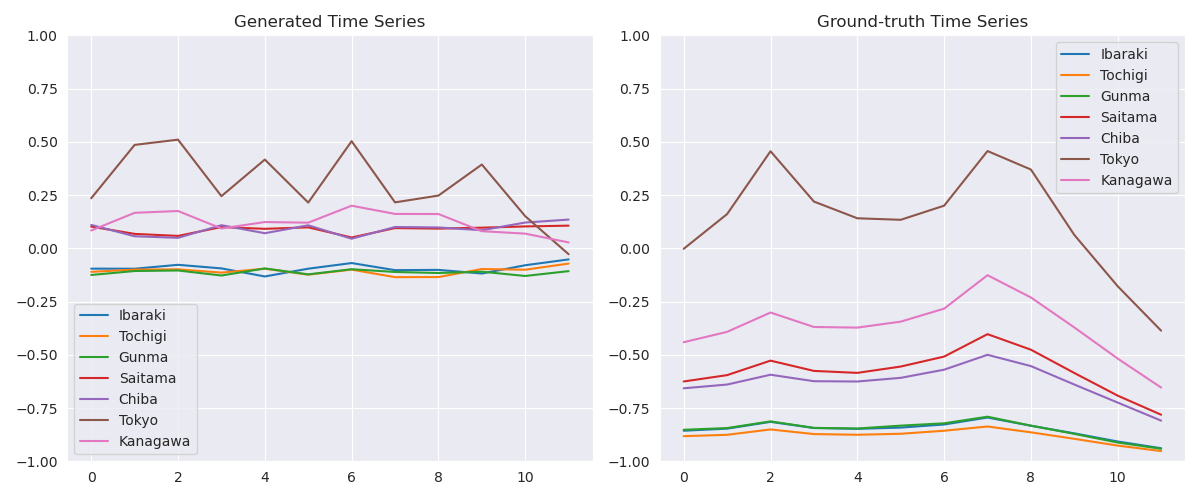 Generated Time Series
1.00
0.75
0.50
0.25
0.00
−0.25
−0.50
−0.75
−1.00
0 2 4 6 8 10
Ibaraki
Tochigi
Gunma
Saitama
Chiba
Tokyo
Kanagawa
Ground-truth Time Series
1.00
0.75
0.50
0.25
0.00
−0.25
−0.50
−0.75
−1.00
0 2 4 6 8 10
Ibaraki
Tochigi
Gunma
Saitama
Chiba
Tokyo
Kanagawa